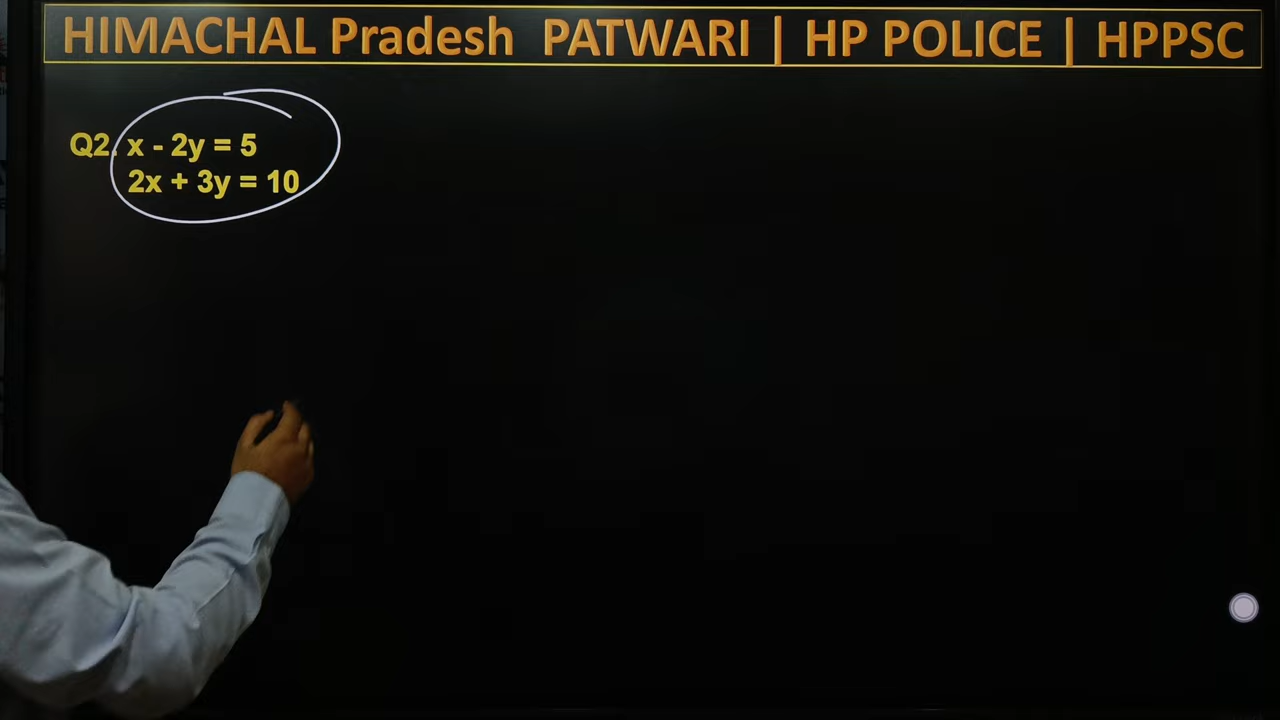 HIMACHAL Pradesh PATWARI | HP POLICE | HPPSC
Q2. x - 2y = 5
2x + 3y = 10